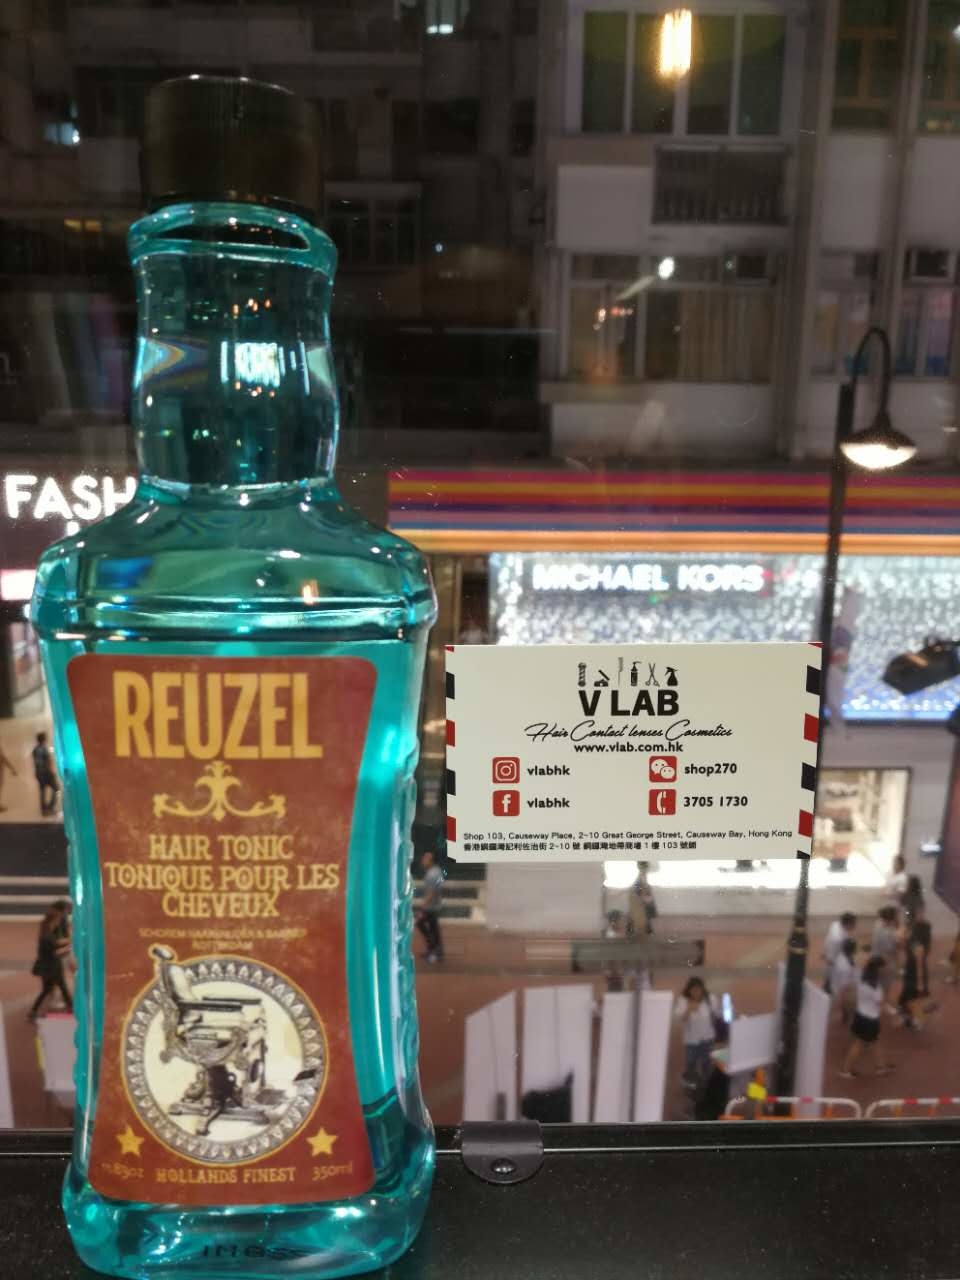 FASH
MICHAEL KORS
REUZEL
HAIR TONIC
TONIQUE POUR LES
CHEVEUX
SCHOREM HAARSNIJDER & BARBIER
ROTTERDAM
11.83oz HOLLANDS FINEST 350ml
V LAB
Hair Contact lenses Cosmetics
www.vlab.com.hk
vlabhk shop270
vlabhk 3705 1730
Shop 103, Causeway Place, 2-10 Great George Street, Causeway Bay, Hong Kong
香港銅鑼灣記利佐治街 2-10 號 銅鑼灣地帶商場 1 樓 103 號舖